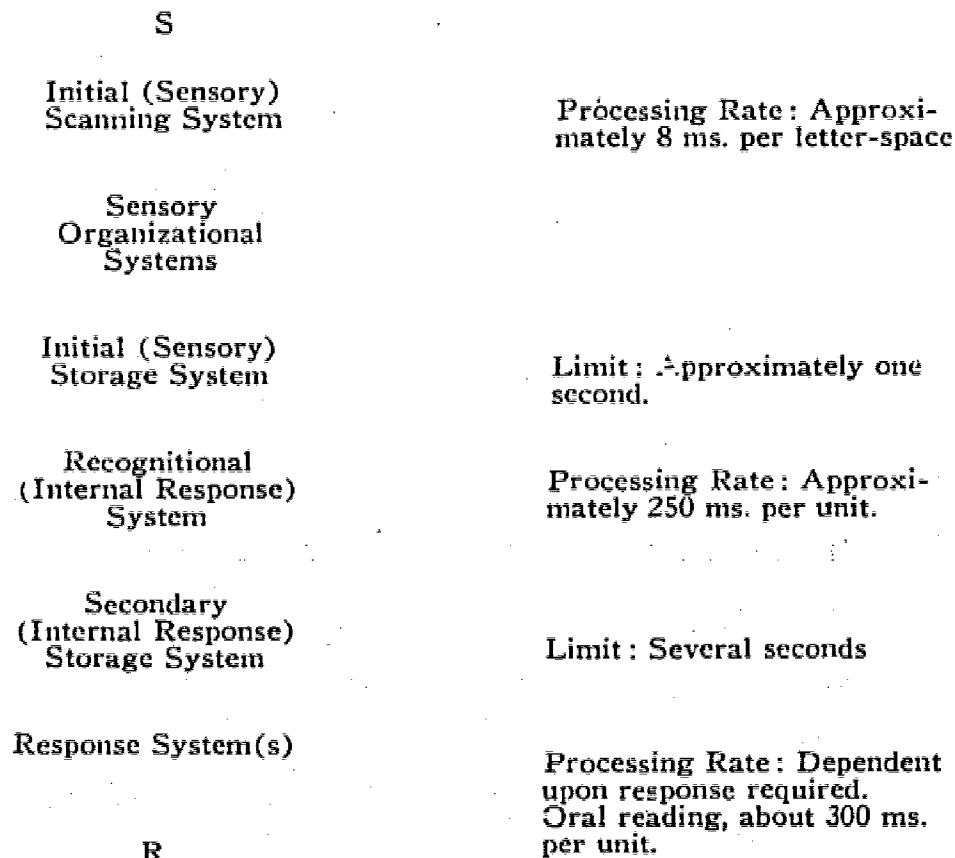 S
Initial (Sensory)
Scanning System
Processing Rate: Approxi-
mately 8 ms. per letter-space
Sensory
Organizational
Systems
Initial (Sensory)
Storage System
Limit: Approximately one
second.
Recognitional
(Internal Response)
System
Processing Rate: Approxi-
mately 250 ms. per unit.
Secondary
(Internal Response)
Storage System
Limit: Several seconds
Response System(s)
Processing Rate: Dependent
upon response required.
Oral reading, about 300 ms.
per unit.
R